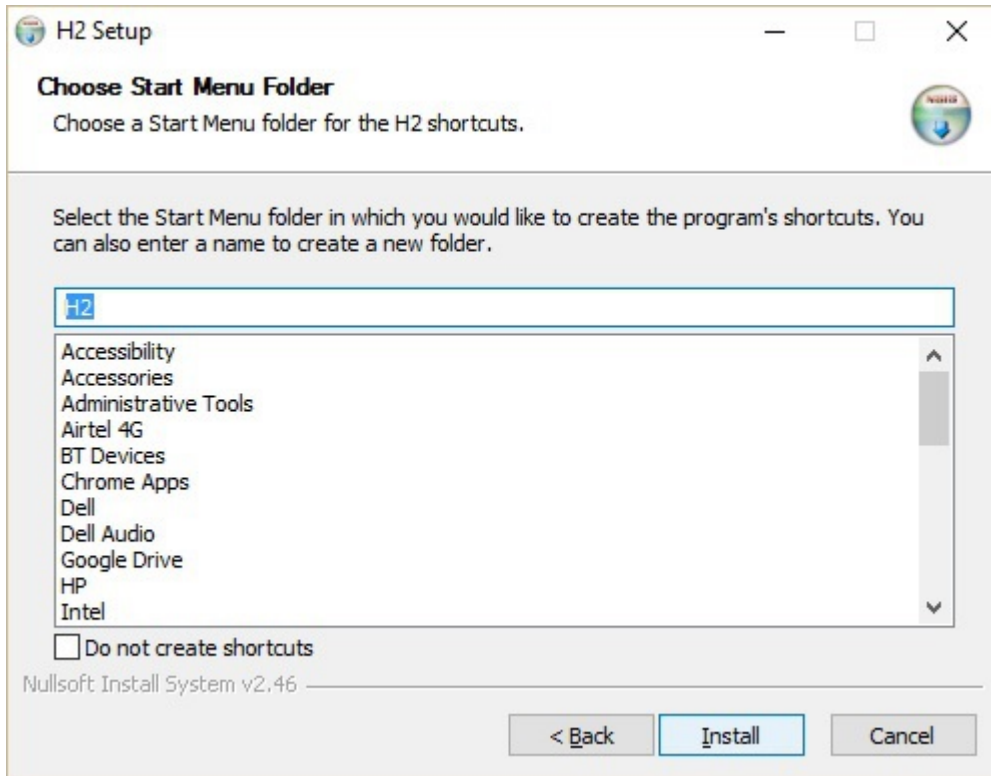 H2 Setup
Choose Start Menu Folder
Choose a Start Menu folder for the H2 shortcuts.
Select the Start Menu folder in which you would like to create the program's shortcuts. You
can also enter a name to create a new folder.
H2
Accessibility
Accessories
Administrative Tools
Airtel 4G
BT Devices
Chrome Apps
Dell
Dell Audio
Google Drive
HP
Intel
Do not create shortcuts
Nullsoft Install System v2.46
< Back
Install
Cancel